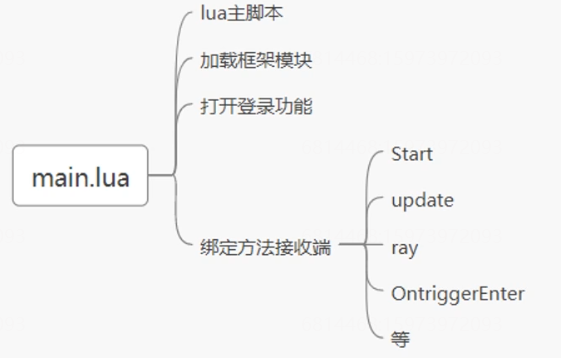 lua主脚本
加载框架模块
打开登录功能
main.lua
绑定方法接收端
Start
update
ray
OntriggerEnter
等